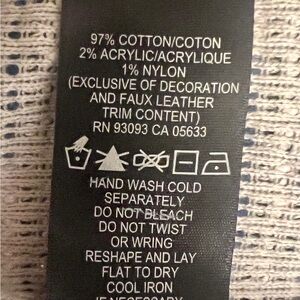 97% COTTON/COTON
2% ACRYLIC/ACRYLIQUE
1% NYLON
(EXCLUSIVE OF DECORATION
AND FAUX LEATHER
TRIM CONTENT)
RN 93093 CA 05633
HAND WASH COLD
SEPARATELY
DO NOT BLEACH
DO NOT TWIST
OR WRING
RESHAPE AND LAY
FLAT TO DRY
COOL IRON
IF NECESSARY